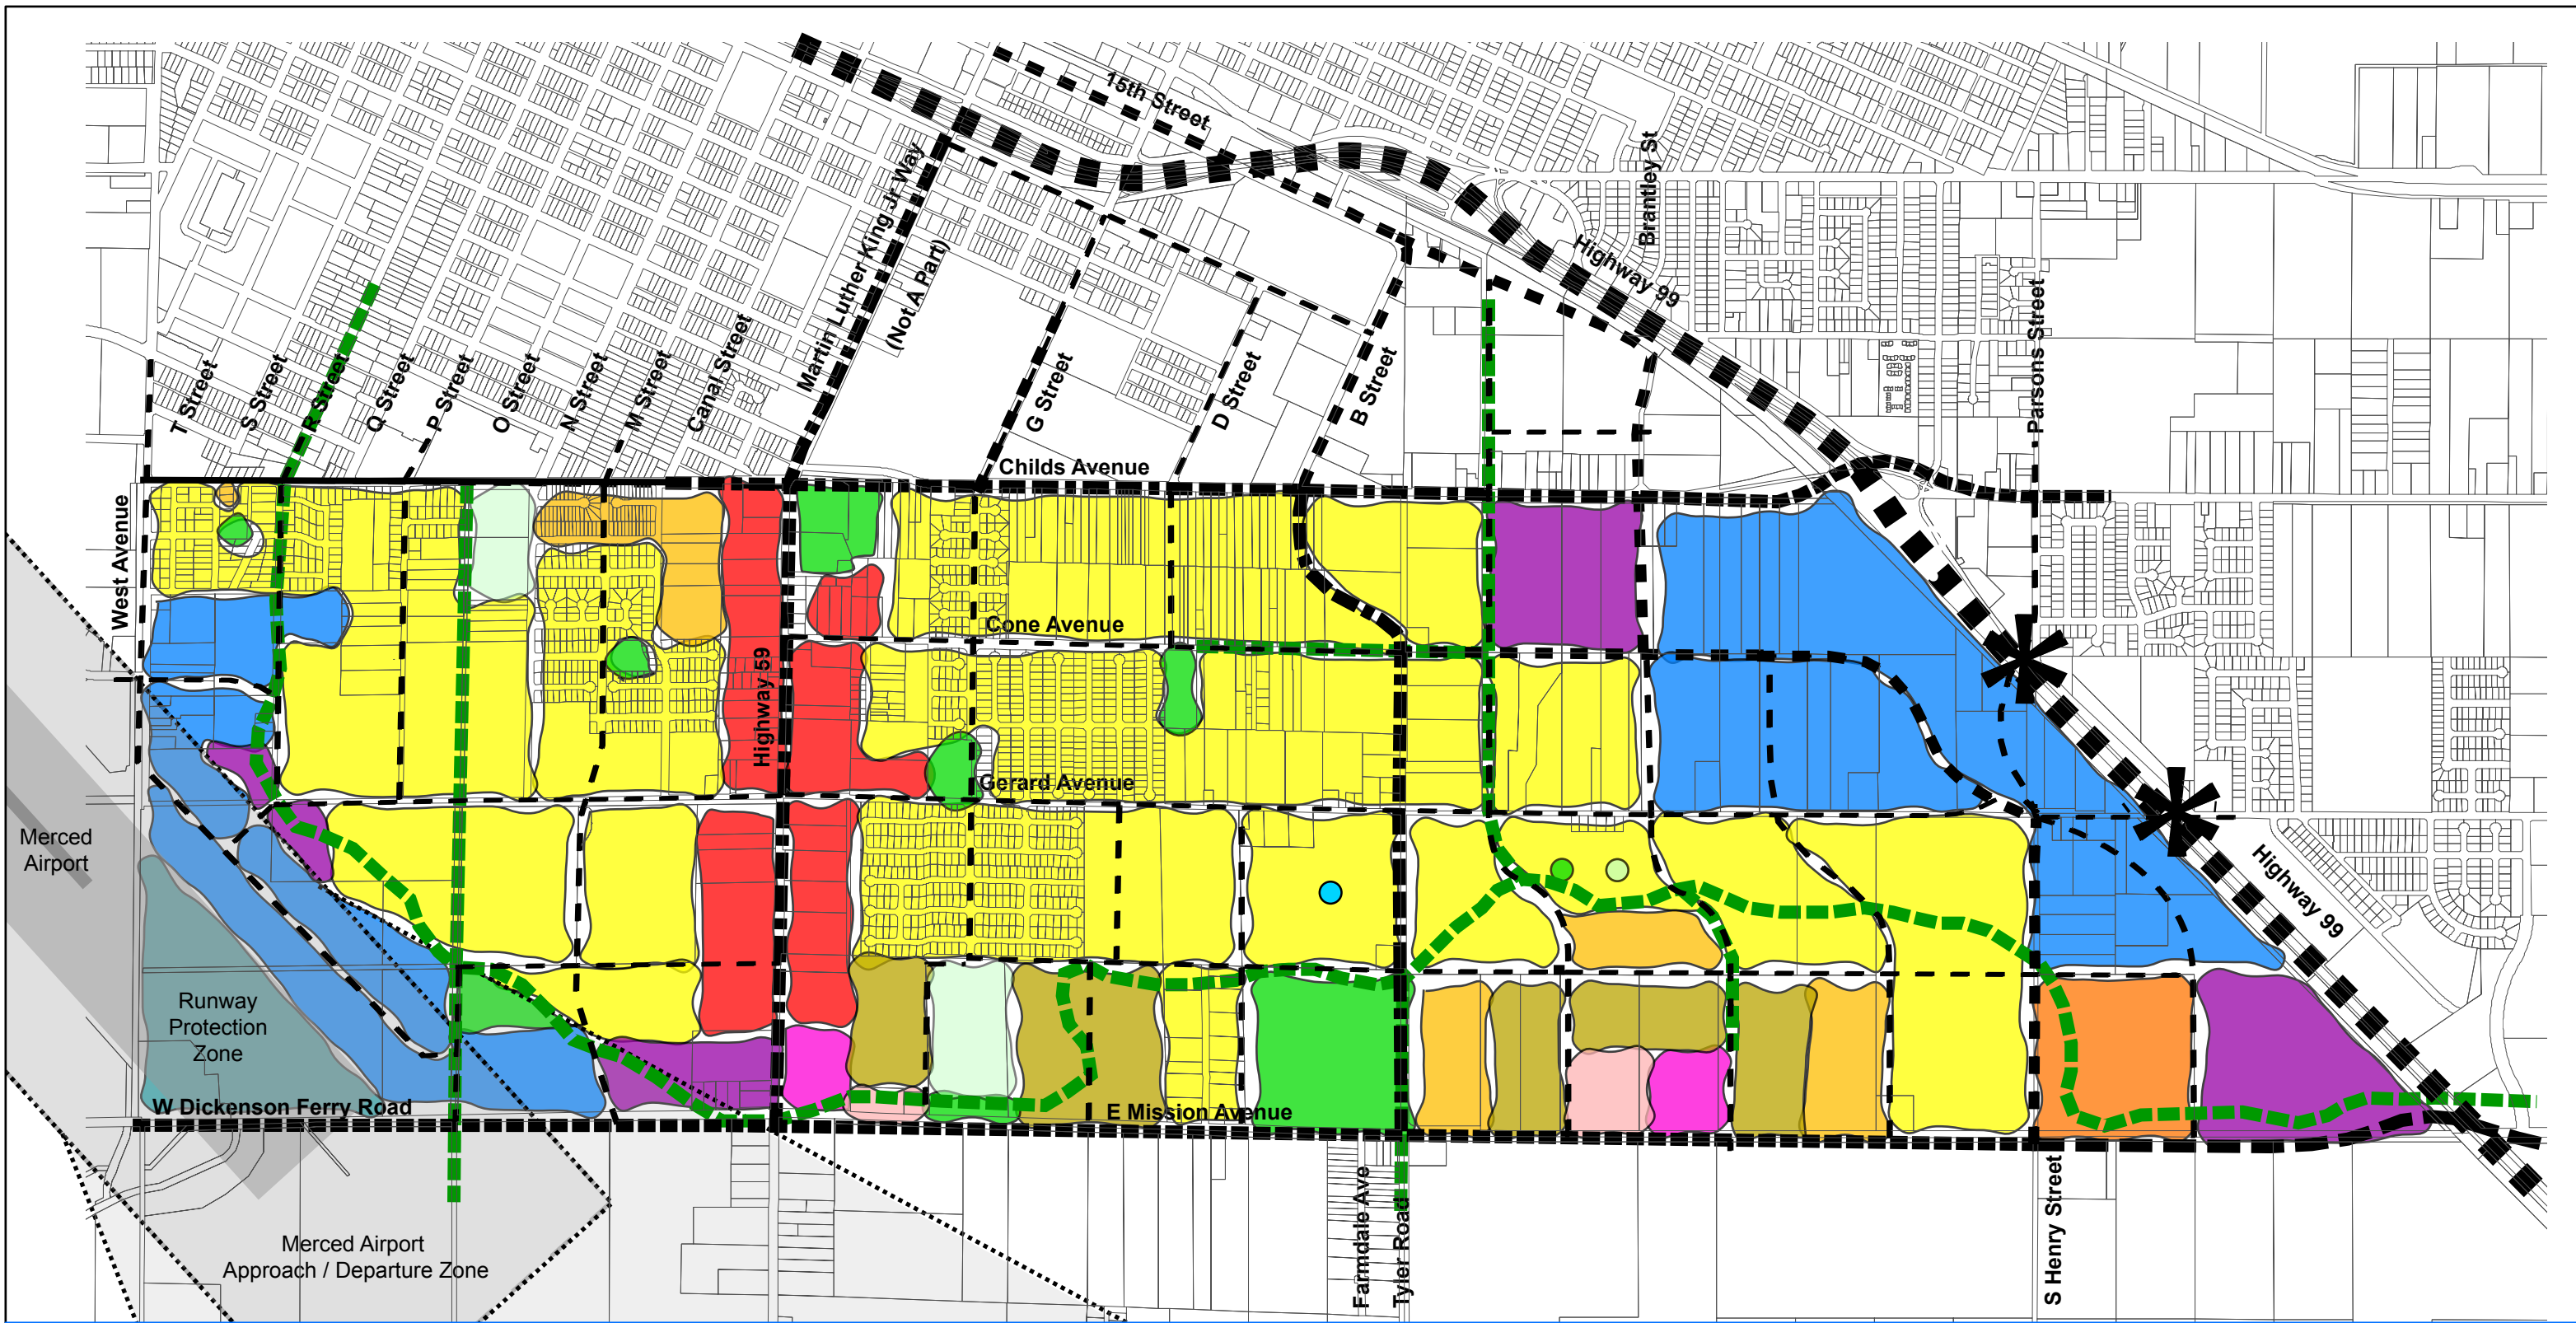 15th Street
Brantley St
Martin Luther King Jr Way
(Not A Part)
Highway 99
Parsons Street
T Street
S Street
R Street
Q Street
P Street
O Street
N Street
M Street
Canal Street
G Street
D Street
B Street
Childs Avenue
West Avenue
Cone Avenue
Highway 59
Gerard Avenue
Merced
Airport
Highway 99
Runway
Protection
Zone
W Dickenson Ferry Road
E Mission Avenue
Merced Airport
Approach / Departure Zone
Farmdale Ave
Tyler Road
S Henry Street